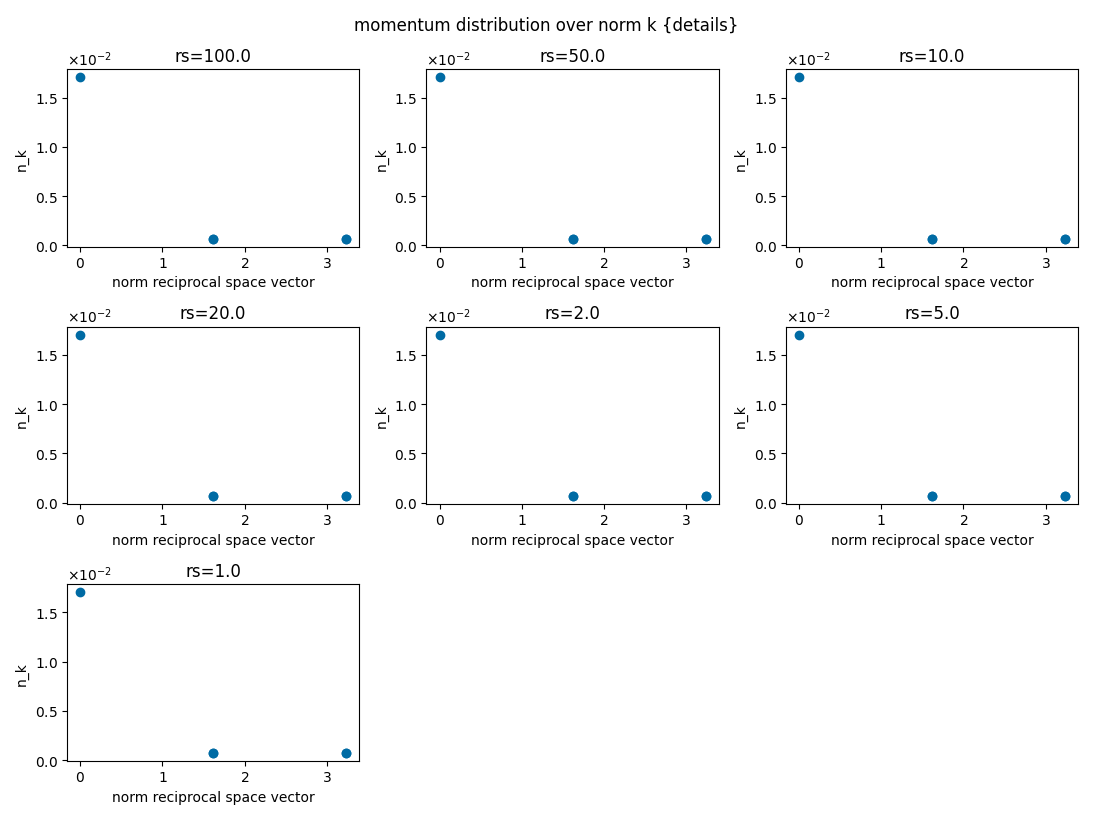 momentum distribution over norm k {details}
rs=100.0
×10⁻²
1.5
1.0
0.5
0.0
n_k
0 1 2 3
norm reciprocal space vector
rs=50.0
×10⁻²
1.5
1.0
0.5
0.0
n_k
0 1 2 3
norm reciprocal space vector
rs=10.0
×10⁻²
1.5
1.0
0.5
0.0
n_k
0 1 2 3
norm reciprocal space vector
rs=20.0
×10⁻²
1.5
1.0
0.5
0.0
n_k
0 1 2 3
norm reciprocal space vector
rs=2.0
×10⁻²
1.5
1.0
0.5
0.0
n_k
0 1 2 3
norm reciprocal space vector
rs=5.0
×10⁻²
1.5
1.0
0.5
0.0
n_k
0 1 2 3
norm reciprocal space vector
rs=1.0
×10⁻²
1.5
1.0
0.5
0.0
n_k
0 1 2 3
norm reciprocal space vector